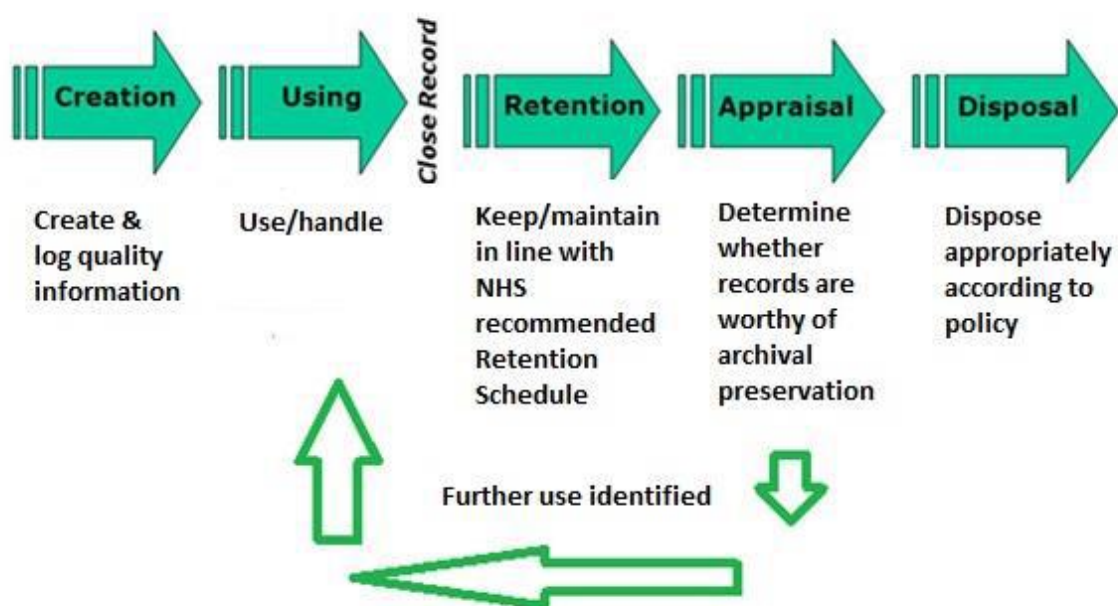 Creation
Using
Close Record
Retention
Appraisal
Disposal
Create &
log quality
information
Use/handle
Keep/maintain
in line with
NHS
recommended
Retention
Schedule
Determine
whether
records are
worthy of
archival
preservation
Dispose
appropriately
according to
policy
Further use identified